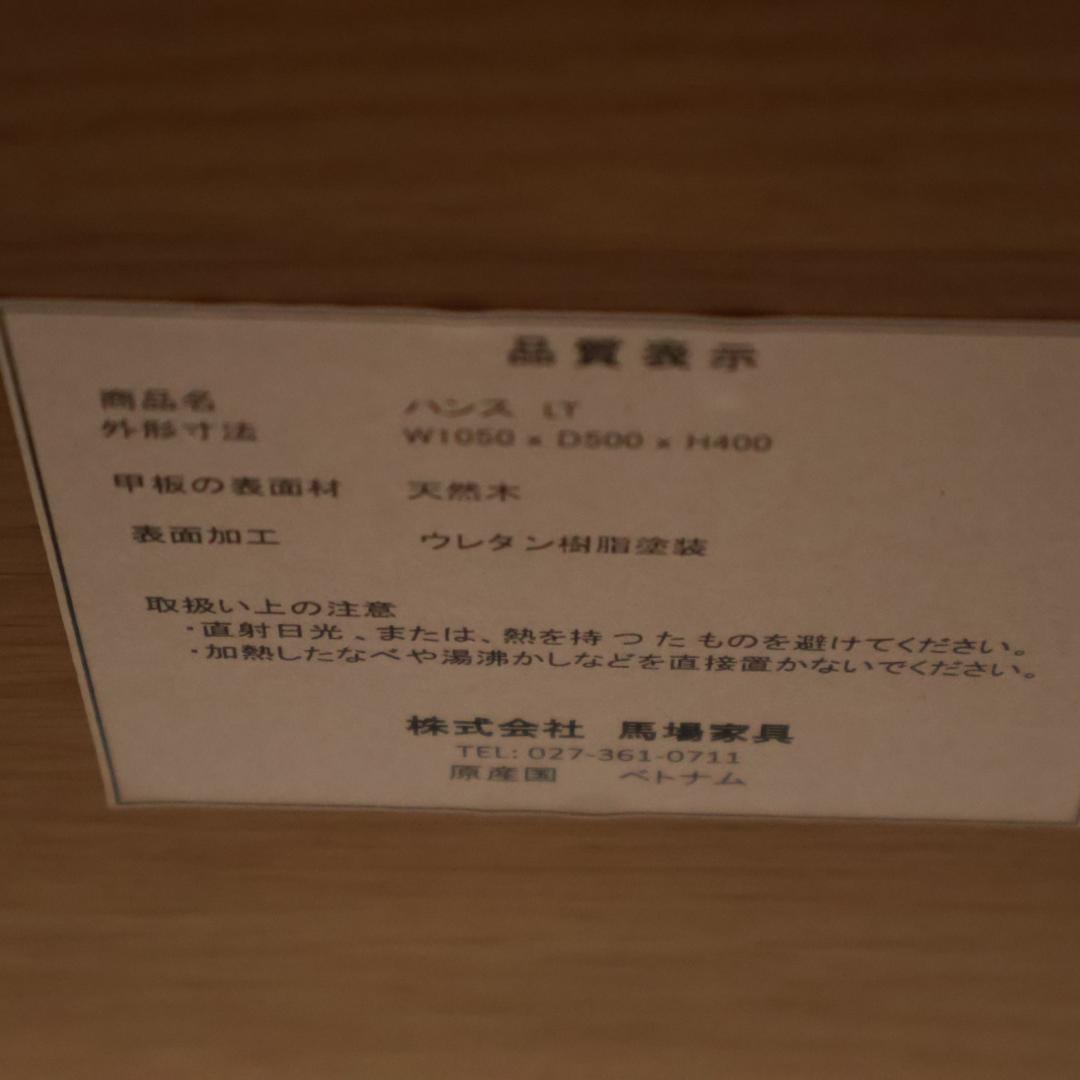 品質表示
商品名 ハンス LT
外形寸法 W1050 x D500 x H400
甲板の表面材 天然木
表面加工 ウレタン樹脂塗装
取扱い上の注意
・直射日光、または、熱を持つたものを避けてください。
・加熱したなべや湯沸かしなどを直接置かないでください。
株式会社 馬場家具
TEL: 027-361-0711
原産国 ベトナム